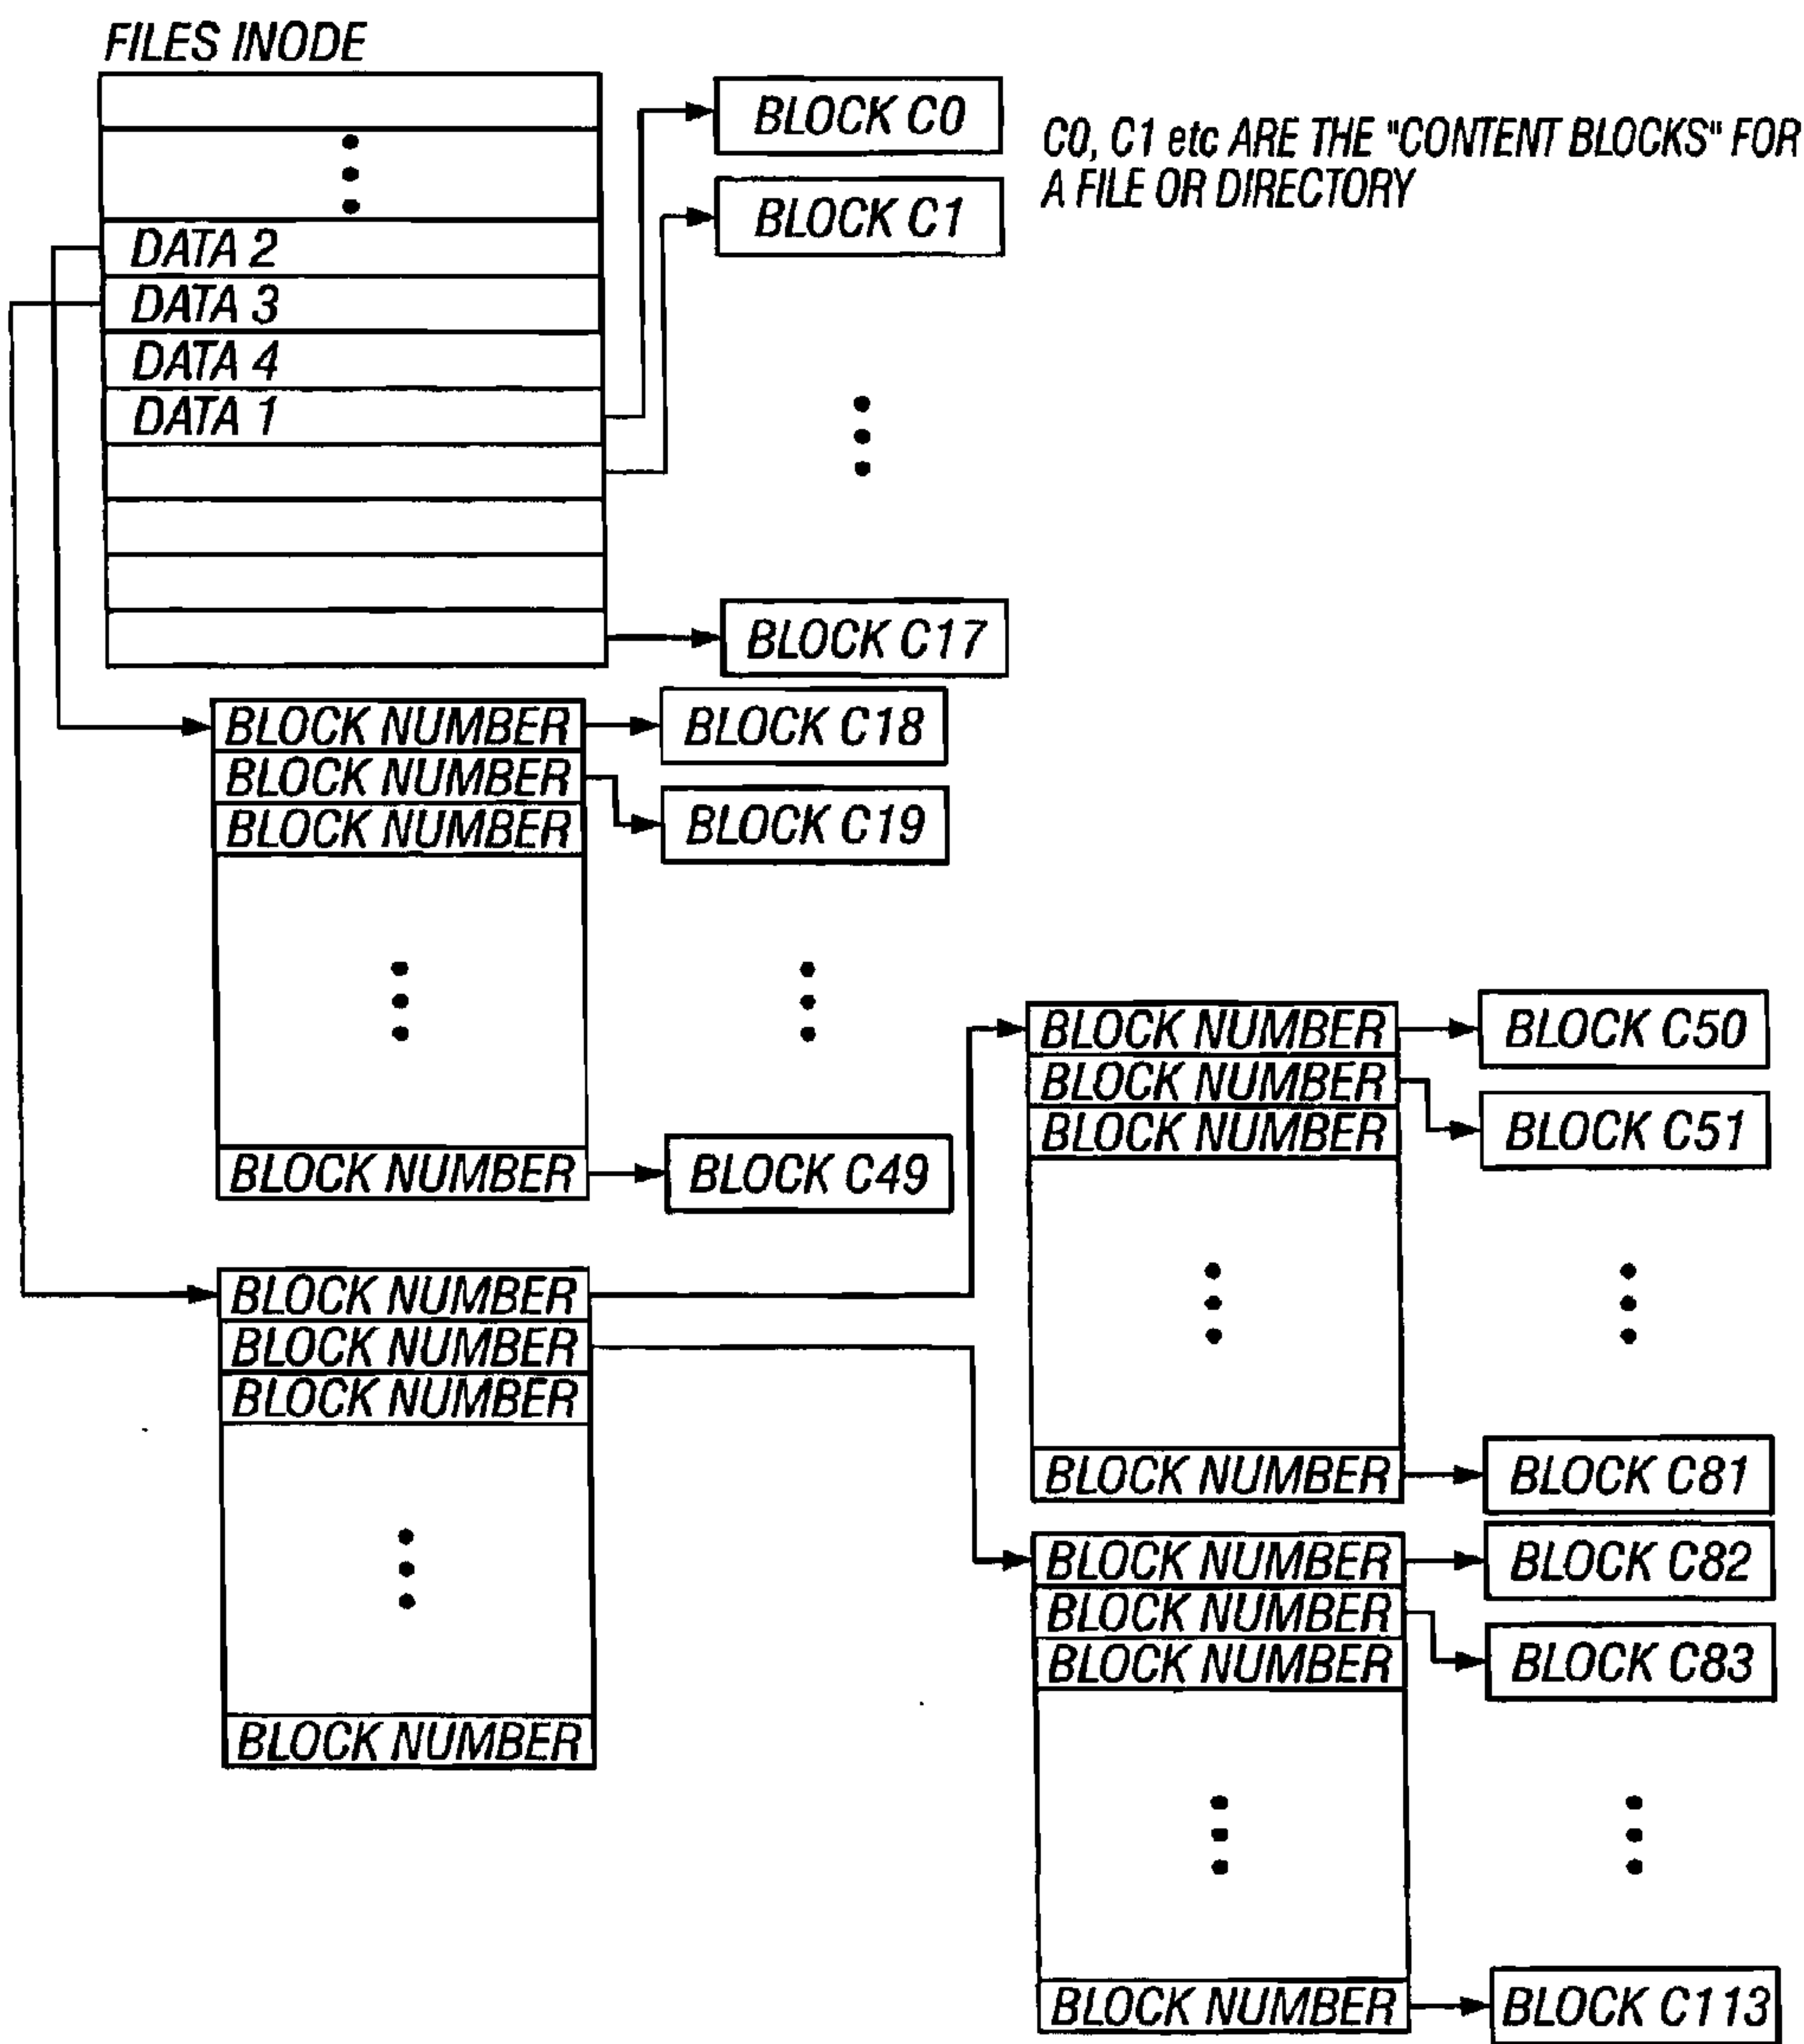 FILES INODE
BLOCK C0
C0, C1 etc ARE THE "CONTENT BLOCKS" FOR
A FILE OR DIRECTORY
BLOCK C1
DATA 2
DATA 3
DATA 4
DATA 1
BLOCK C17
BLOCK NUMBER
BLOCK C18
BLOCK NUMBER
BLOCK NUMBER
BLOCK C19
BLOCK NUMBER
BLOCK C49
BLOCK NUMBER
BLOCK C50
BLOCK NUMBER
BLOCK NUMBER
BLOCK C51
BLOCK NUMBER
BLOCK C81
BLOCK NUMBER
BLOCK NUMBER
BLOCK NUMBER
BLOCK NUMBER
BLOCK NUMBER
BLOCK C82
BLOCK NUMBER
BLOCK NUMBER
BLOCK C83
BLOCK NUMBER
BLOCK C113